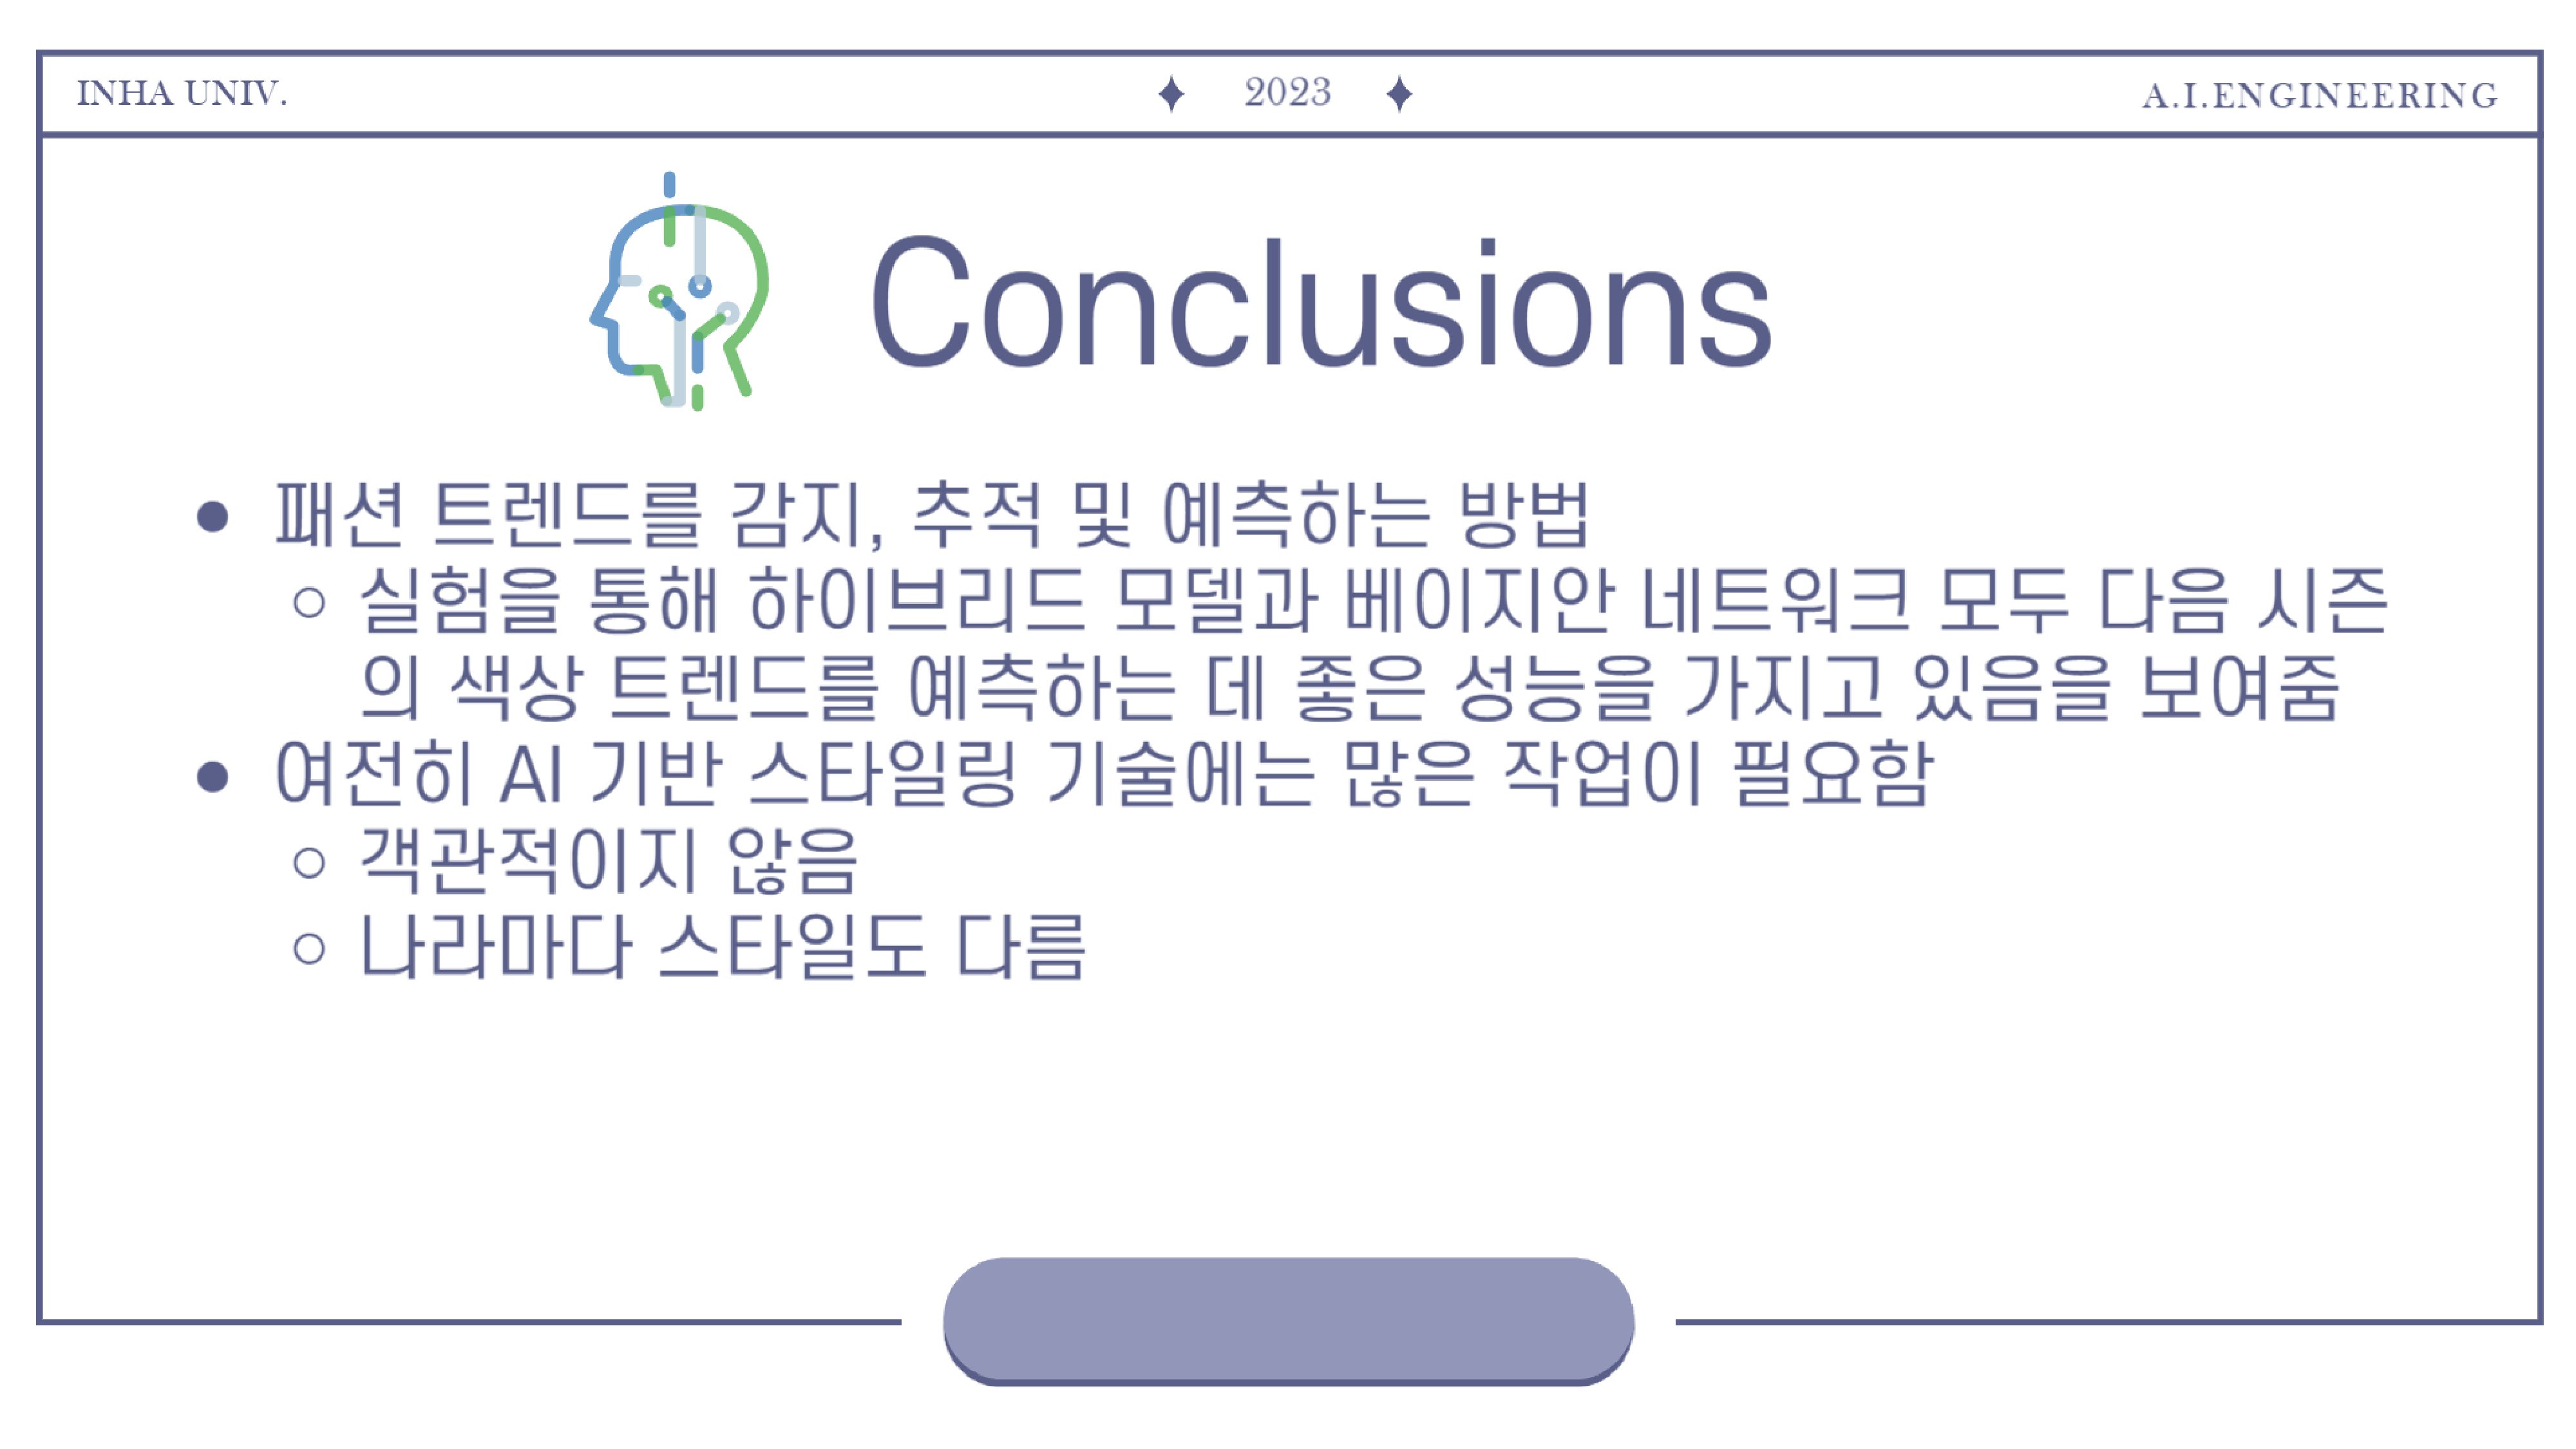 INHA UNIV.
2023
A.I.ENGINEERING
Conclusions
● 패션 트렌드를 감지, 추적 및 예측하는 방법
○ 실험을 통해 하이브리드 모델과 베이지안 네트워크 모두 다음 시즌
의 색상 트렌드를 예측하는 데 좋은 성능을 가지고 있음을 보여줌
● 여전히 AI 기반 스타일링 기술에는 많은 작업이 필요함
○ 객관적이지 않음
○ 나라마다 스타일도 다름